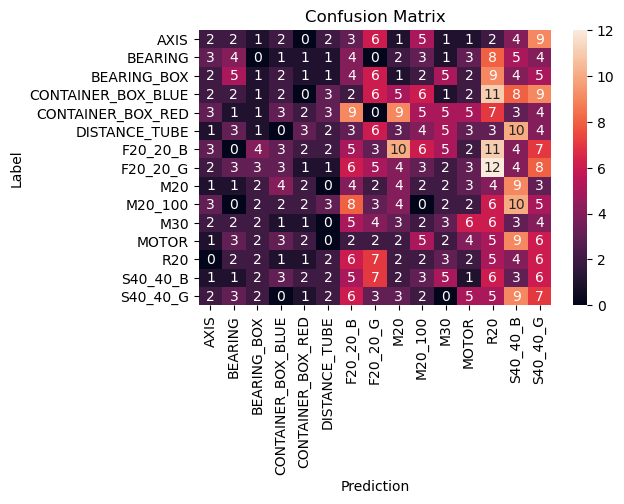 Confusion Matrix
AXIS 2 2 1 2 0 2 3 6 1 5 1 1 2 4 9
BEARING 3 4 0 1 1 1 4 0 2 3 1 3 8 5 4
BEARING_BOX 2 5 1 2 1 1 4 6 1 2 5 2 9 4 5
CONTAINER_BOX_BLUE 2 2 1 2 0 3 2 6 5 6 1 2 11 8 9
CONTAINER_BOX_RED 3 1 1 3 2 3 9 0 9 5 5 5 7 3 4
DISTANCE_TUBE 1 3 1 0 3 2 3 6 3 4 5 3 3 10 4
F20_20_B 3 0 4 3 2 2 5 3 10 6 5 2 11 4 7
F20_20_G 2 3 3 3 1 1 6 5 4 3 2 3 12 4 8
M20 1 1 2 4 2 0 4 2 4 2 2 3 4 9 3
M20_100 3 0 2 2 2 3 8 3 4 0 2 2 6 10 5
M30 2 2 2 1 1 0 5 4 3 2 3 6 6 3 4
MOTOR 1 3 2 3 2 0 2 2 2 5 2 4 5 9 6
R20 0 2 2 1 1 2 6 7 2 2 3 2 5 4 6
S40_40_B 1 1 2 3 2 2 5 7 2 3 5 1 6 3 6
S40_40_G 2 3 2 0 1 2 6 3 3 2 0 5 5 9 7
Label
AXIS
BEARING
BEARING_BOX
CONTAINER_BOX_BLUE
CONTAINER_BOX_RED
DISTANCE_TUBE
F20_20_B
F20_20_G
M20
M20_100
M30
MOTOR
R20
S40_40_B
S40_40_G
Prediction
12
10
8
6
4
2
0